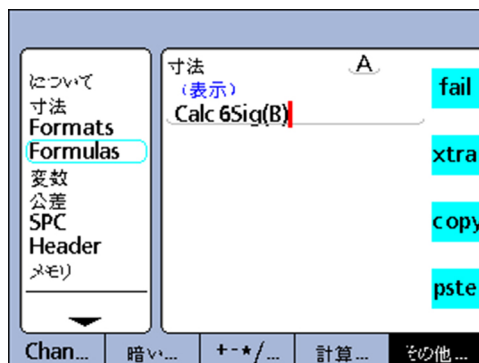 について
寸法
Formats
Formulas
変数
公差
SPC
Header
メモリ
寸法
A
（表示）
Calc 6Sig(B)
fail
xtra
copy
pste
Chan...
暗い...
+-*/...
計算...
その他...